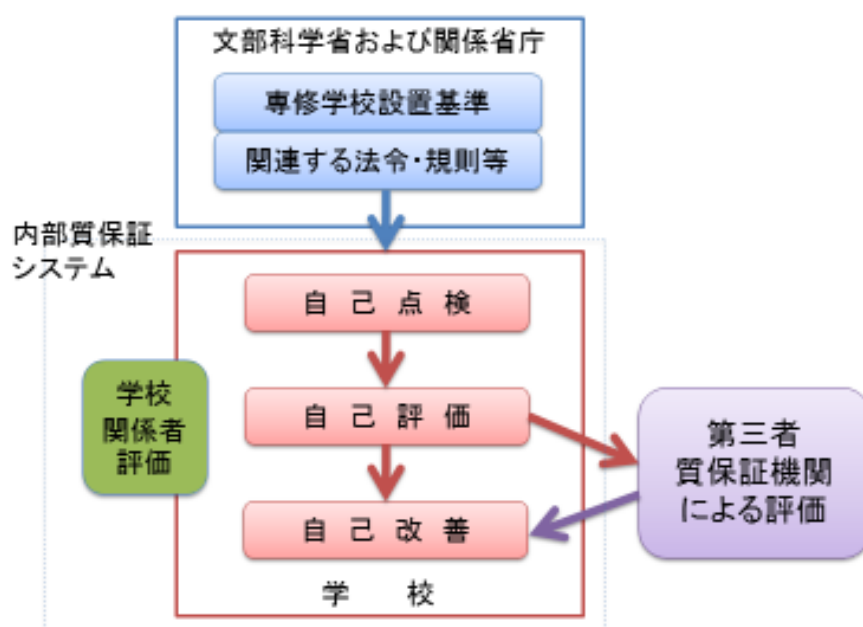 文部科学省および関係省庁
専修学校設置基準
関連する法令・規則等
内部質保証
システム
自己点検
学校
関係者
評価
自己評価
第三者
質保証機関
による評価
自己改善
学校